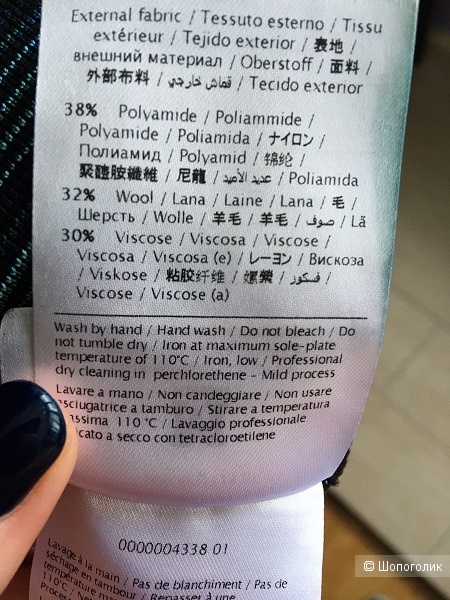 External fabric / Tessuto esterno / Tissu
extérieur / Tejido exterior / 表地 /
внешний материал / Oberstoff / 面料 /
外部布料 / قماش خارجي / Tecido exterior
38% Polyamide / Poliammide /
Polyamide / Poliamida / ナイロン /
Полиамид / Polyamid / 锦纶 /
聚醯胺纖維 / 尼龍 / عديد الأميد / Poliamida
32% Wool / Lana / Laine / Lana / 毛 /
Шерсть / Wolle / 羊毛 / 羊毛 / صوف / Lã
30% Viscose / Viscosa / Viscose /
Viscosa / Viscosa (e) / レーヨン / Вискоза
/ Viskose / 粘胶纤维 / 嫘縈 / فسكوز /
Viscose / Viscose (a)
Wash by hand / Hand wash / Do not bleach / Do
not tumble dry / Iron at maximum sole-plate
temperature of 110°C / Iron, low / Professional
dry cleaning in perchlorethene - Mild process
Lavare a mano / Non candeggiare / Non usare
asciugatrice a tamburo / Stirare a temperatura
110 °C / Lavaggio professionale
a secco con tetracloroetilene
0000004338 01
Lavage à la main / Pas de blanchiment / Pas de
séchage en tambour / Repasser à une
température
110°C
Process
© Шопоголик